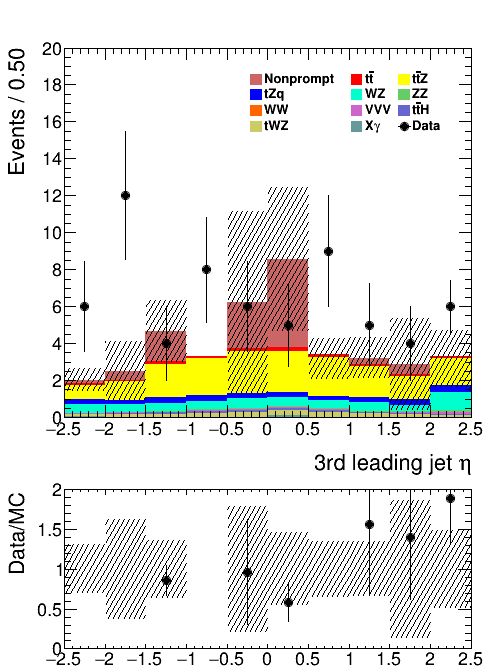 Events / 0.50
20
18
16
14
12
10
8
6
4
2
0
Nonprompt tt̄ tt̄Z
tZq WZ ZZ
WW VVV tt̄H
tWZ Xγ Data
−2.5 −2 −1.5 −1 −0.5 0 0.5 1 1.5 2 2.5
3rd leading jet η
Data/MC
2
1.5
1
0.5
0
−2.5 −2 −1.5 −1 −0.5 0 0.5 1 1.5 2 2.5